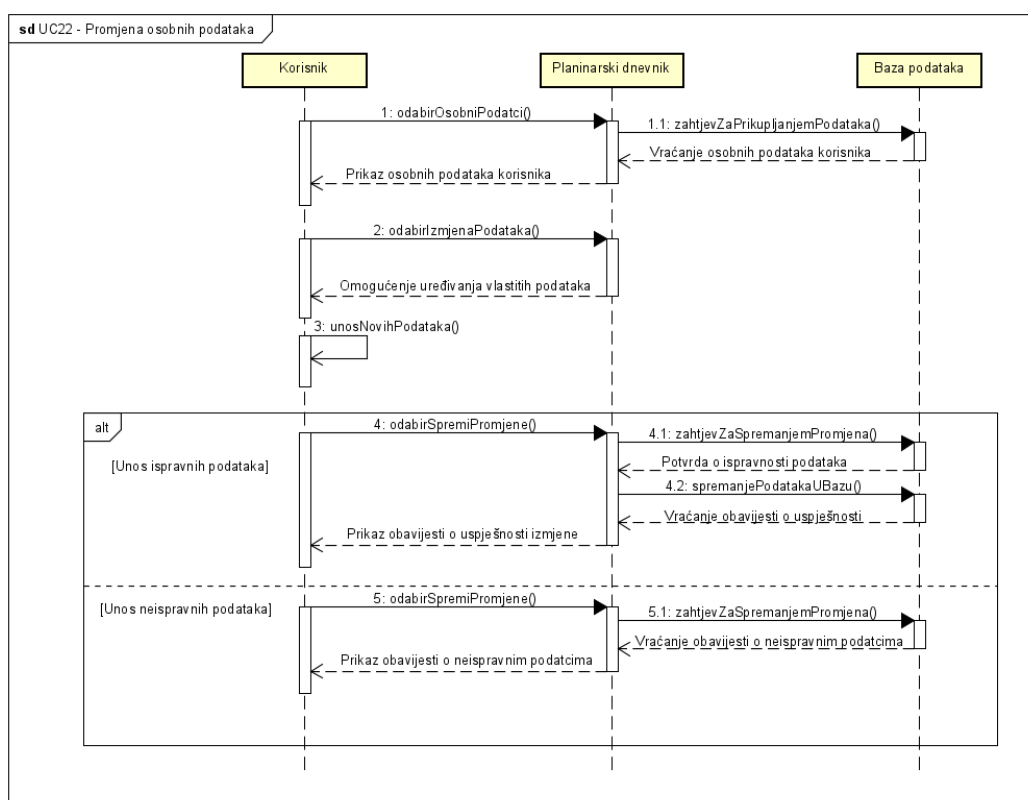 sd UC22 - Promjena osobnih podataka
Korisnik
Planinarski dnevnik
Baza podataka
1: odabirOsobniPodatci()
1.1: zahtjevZaPrikupljanjemPodataka()
Vraćanje osobnih podataka korisnika
Prikaz osobnih podataka korisnika
2: odabirIzmjenaPodataka()
Omogućenje uređivanja vlastitih podataka
3: unosNovihPodataka()
alt
4: odabirSpremiPromjene()
4.1: zahtjevZaSpremanjemPromjena()
[Unos ispravnih podataka]
Potvrda o ispravnosti podataka
4.2: spremanjePodatakaUBazu()
Vraćanje obavijesti o uspješnosti
Prikaz obavijesti o uspješnosti izmjene
[Unos neispravnih podataka]
5: odabirSpremiPromjene()
5.1: zahtjevZaSpremanjemPromjena()
Vraćanje obavijesti o neispravnim podatcima
Prikaz obavijesti o neispravnim podatcima